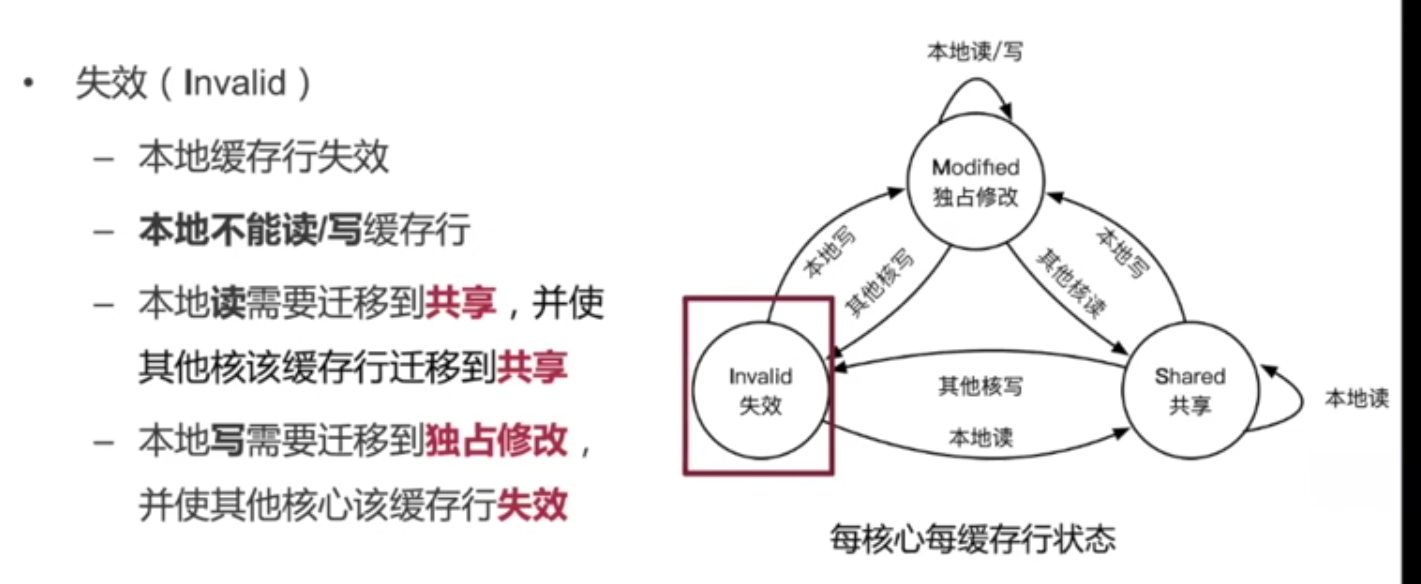 • 失效（Invalid）
– 本地缓存行失效
– 本地不能读/写缓存行
– 本地读需要迁移到共享，并使
其他核该缓存行迁移到共享
– 本地写需要迁移到独占修改，
并使其他核心该缓存行失效
本地读/写
Modified
独占修改
本地写
其他核写
其他核读
本地写
Invalid
失效
其他核写
本地读
Shared
共享
本地读
每核心每缓存行状态